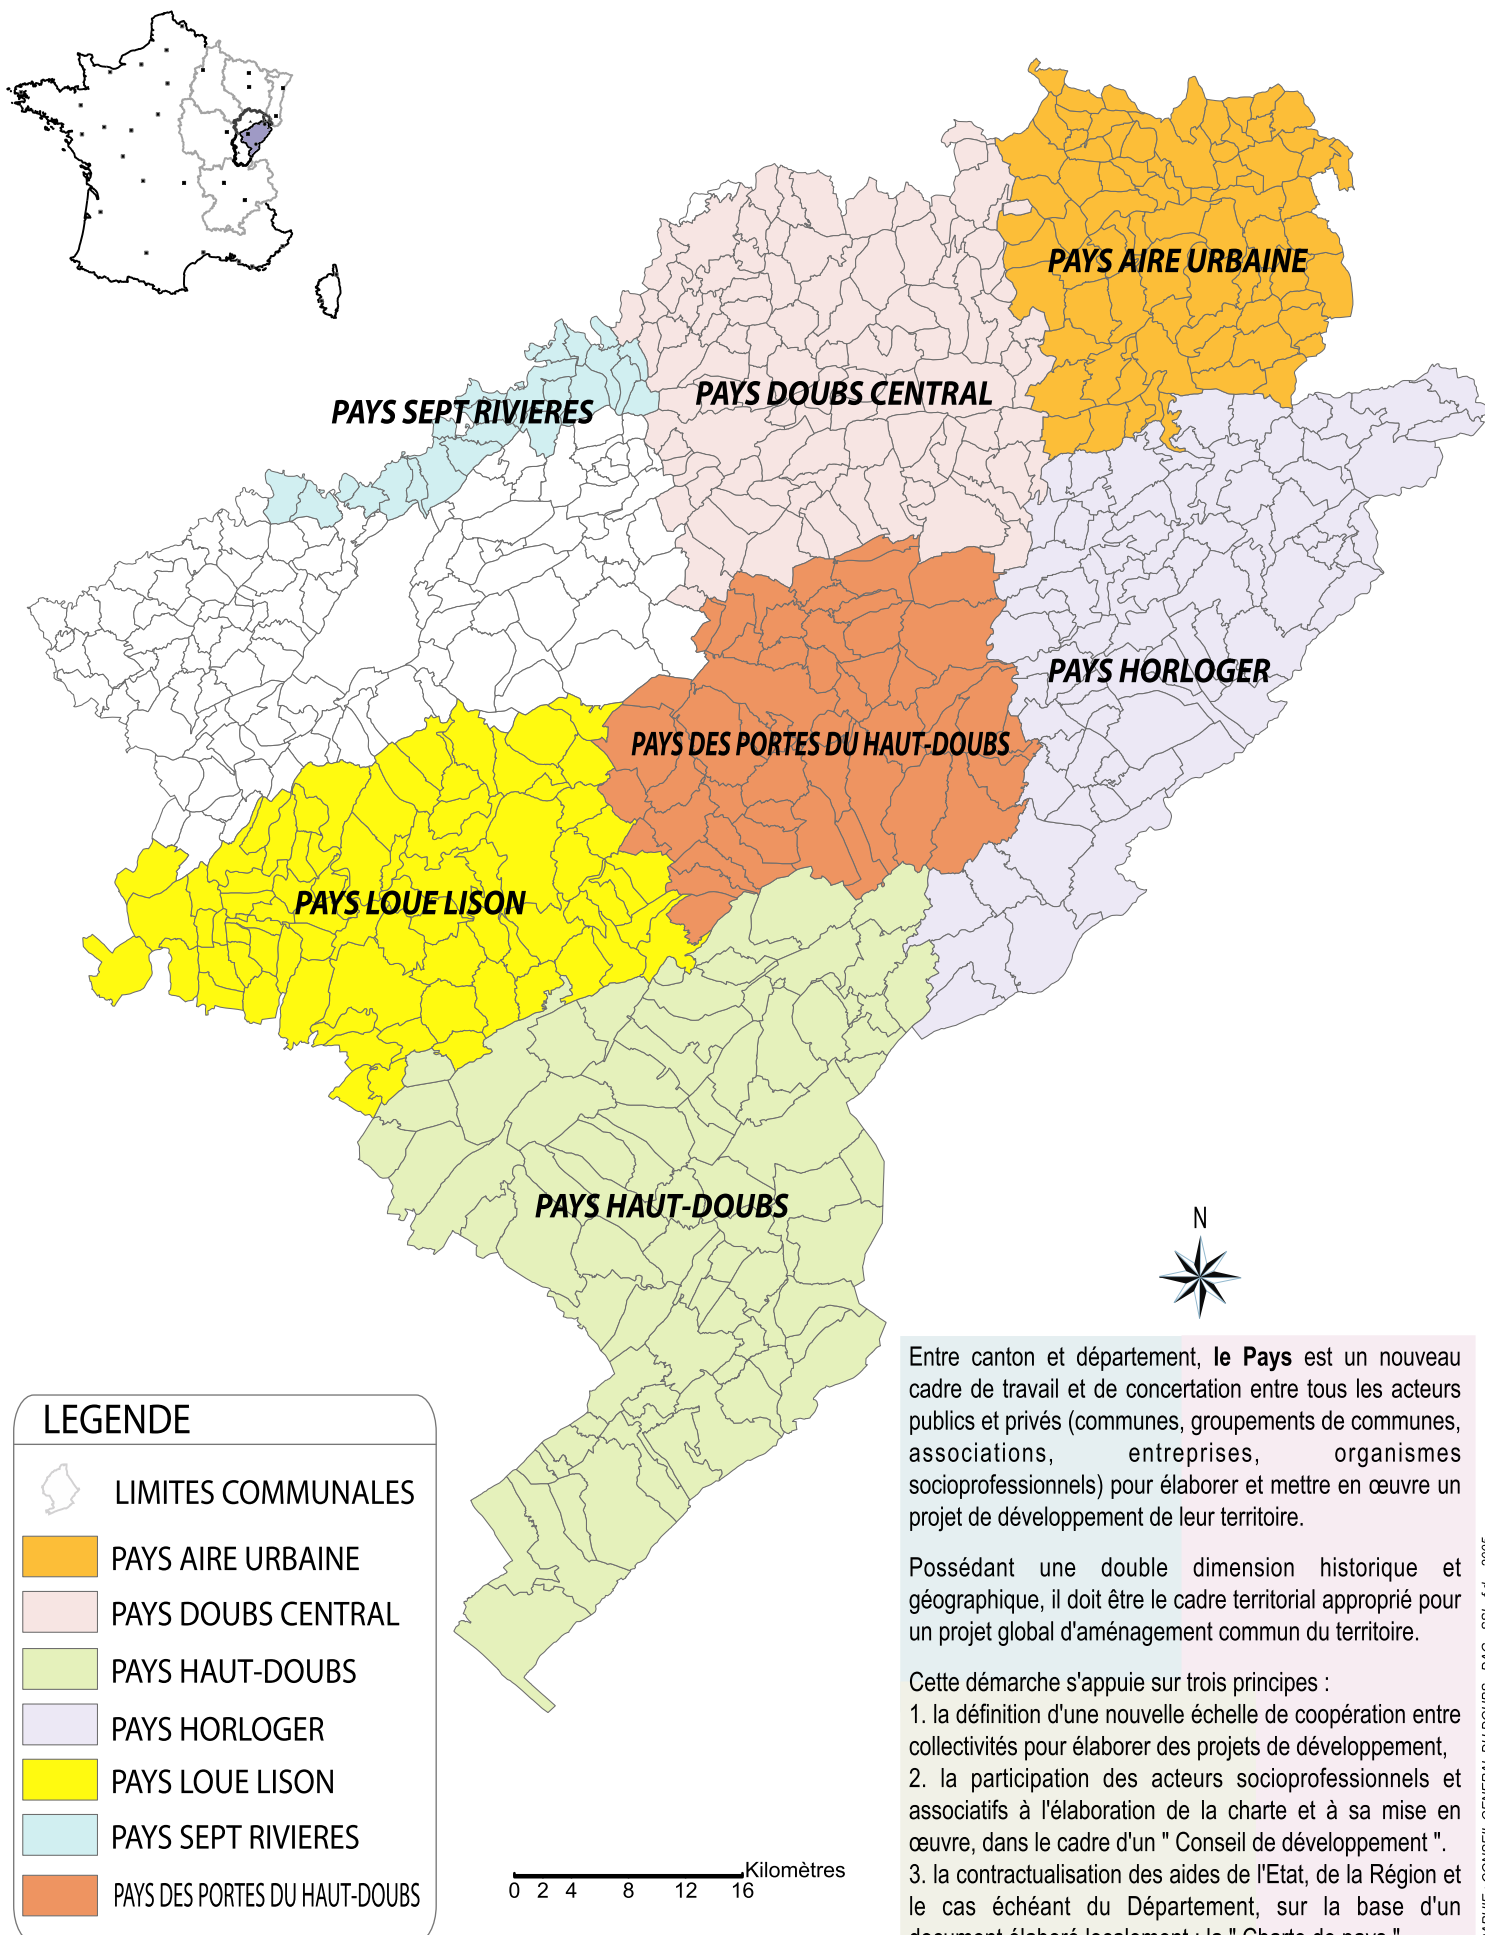 PAYS AIRE URBAINE
PAYS DOUBS CENTRAL
PAYS SEPT RIVIERES
PAYS HORLOGER
PAYS DES PORTES DU HAUT-DOUBS
PAYS LOUE LISON
PAYS HAUT-DOUBS
N
LEGENDE
LIMITES COMMUNALES
PAYS AIRE URBAINE
PAYS DOUBS CENTRAL
PAYS HAUT-DOUBS
PAYS HORLOGER
PAYS LOUE LISON
PAYS SEPT RIVIERES
PAYS DES PORTES DU HAUT-DOUBS
Kilomètres
0 2 4 8 12 16
Entre canton et département, le Pays est un nouveau
cadre de travail et de concertation entre tous les acteurs
publics et privés (communes, groupements de communes,
associations, entreprises, organismes
socioprofessionnels) pour élaborer et mettre en œuvre un
projet de développement de leur territoire.
Possédant une double dimension historique et
géographique, il doit être le cadre territorial approprié pour
un projet global d'aménagement commun du territoire.
Cette démarche s'appuie sur trois principes :
1. la définition d'une nouvelle échelle de coopération entre
collectivités pour élaborer des projets de développement,
2. la participation des acteurs socioprofessionnels et
associatifs à l'élaboration de la charte et à sa mise en
œuvre, dans le cadre d'un " Conseil de développement ".
3. la contractualisation des aides de l'Etat, de la Région et
le cas échéant du Département, sur la base d'un
document élaboré localement : la " Charte de pays "